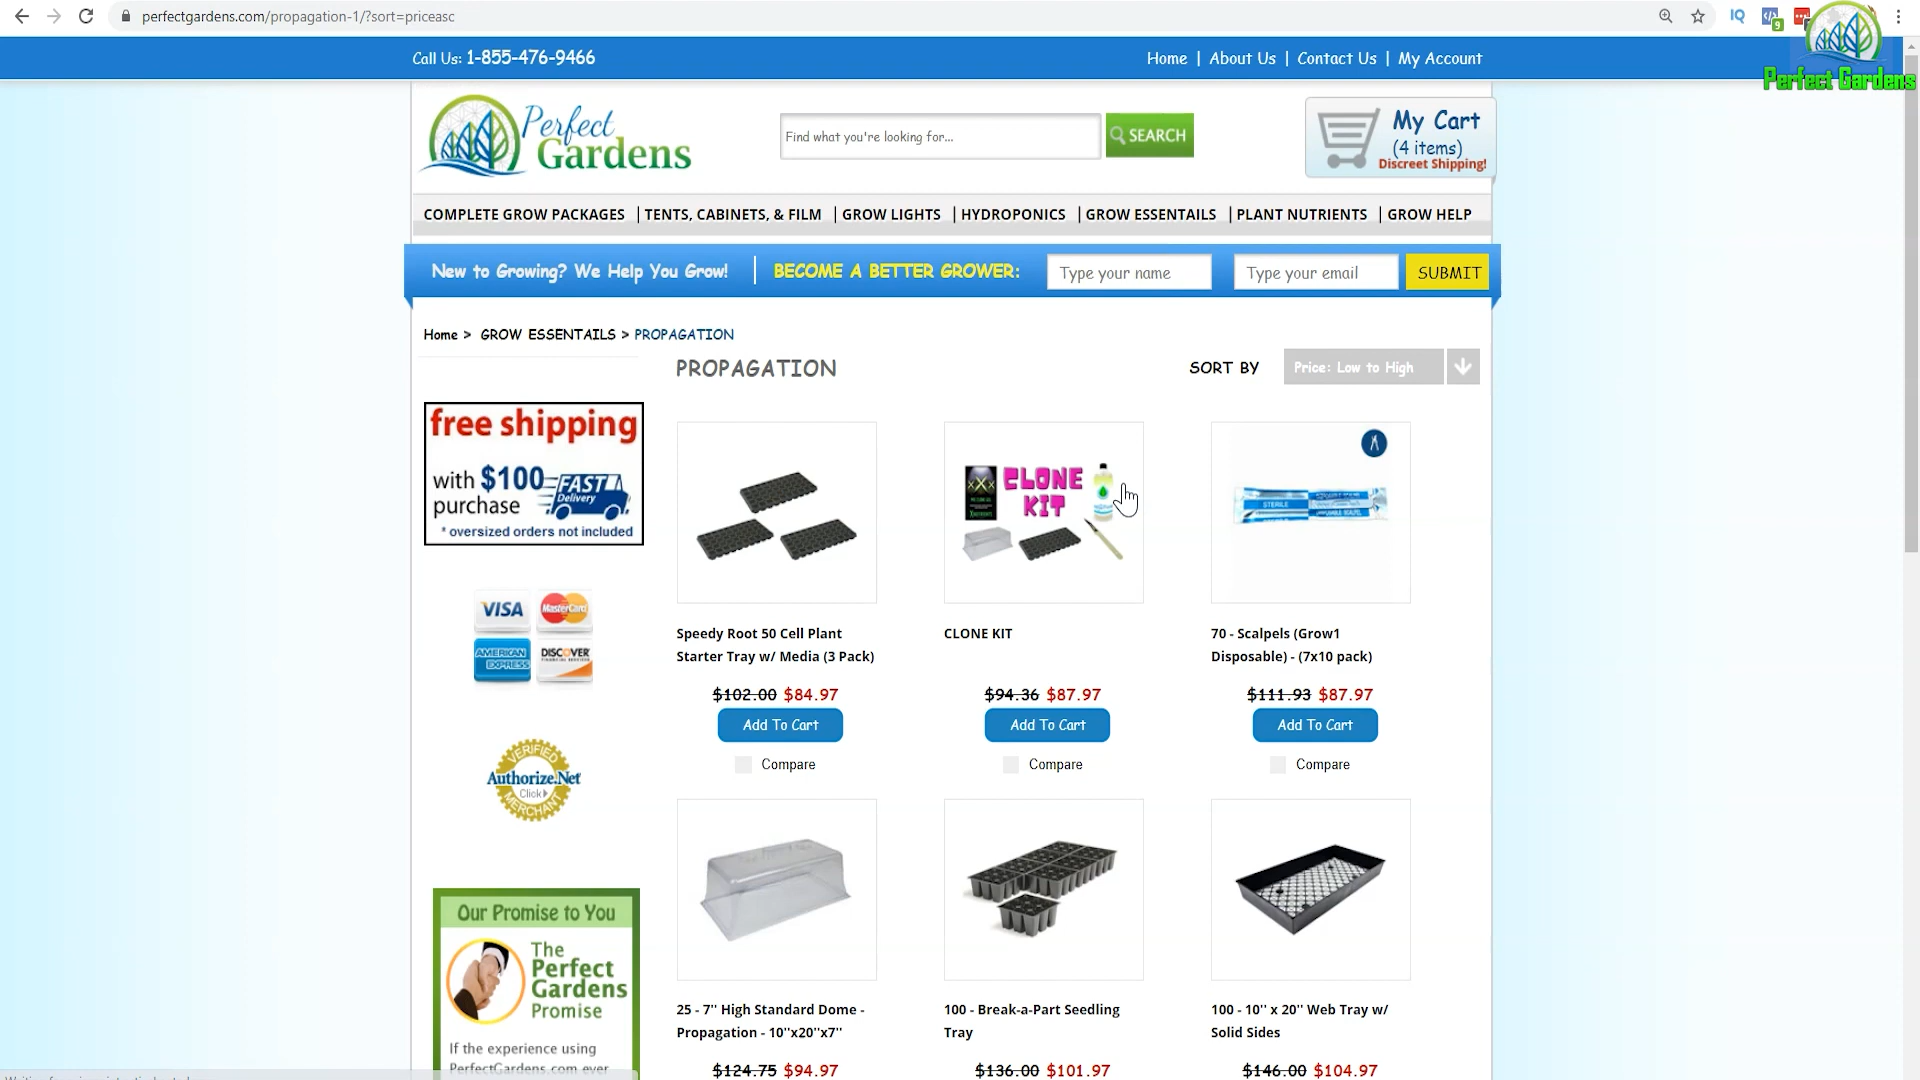 perfectgardens.com/propagation-1/?sort=priceasc
IQ
9
Perfect Gardens
Call Us: 1-855-476-9466
Home | About Us | Contact Us | My Account
Perfect
Gardens
Find what you're looking for...
SEARCH
My Cart
(4 items)
Discreet Shipping!
COMPLETE GROW PACKAGES | TENTS, CABINETS, & FILM | GROW LIGHTS | HYDROPONICS | GROW ESSENTAILS | PLANT NUTRIENTS | GROW HELP
New to Growing? We Help You Grow! BECOME A BETTER GROWER: Type your name Type your email SUBMIT
Home > GROW ESSENTAILS > PROPAGATION
PROPAGATION
SORT BY Price: Low to High
free shipping
with $100
purchase
FAST
Delivery
* oversized orders not included
VISA MasterCard
AMERICAN EXPRESS DISCOVER
VERIFIED
Authorize.Net
Click
MERCHANT
Our Promise to You
The
Perfect
Gardens
Promise
If the experience using
PerfectGardens.com ever
CLONE
KIT
XXX
STERILE
Speedy Root 50 Cell Plant
Starter Tray w/ Media (3 Pack)
$102.00 $84.97
Add To Cart
Compare
CLONE KIT
$94.36 $87.97
Add To Cart
Compare
70 - Scalpels (Grow1
Disposable) - (7x10 pack)
$111.93 $87.97
Add To Cart
Compare
25 - 7'' High Standard Dome -
Propagation - 10''x20''x7''
$124.75 $94.97
100 - Break-a-Part Seedling
Tray
$136.00 $101.97
100 - 10'' x 20'' Web Tray w/
Solid Sides
$146.00 $104.97